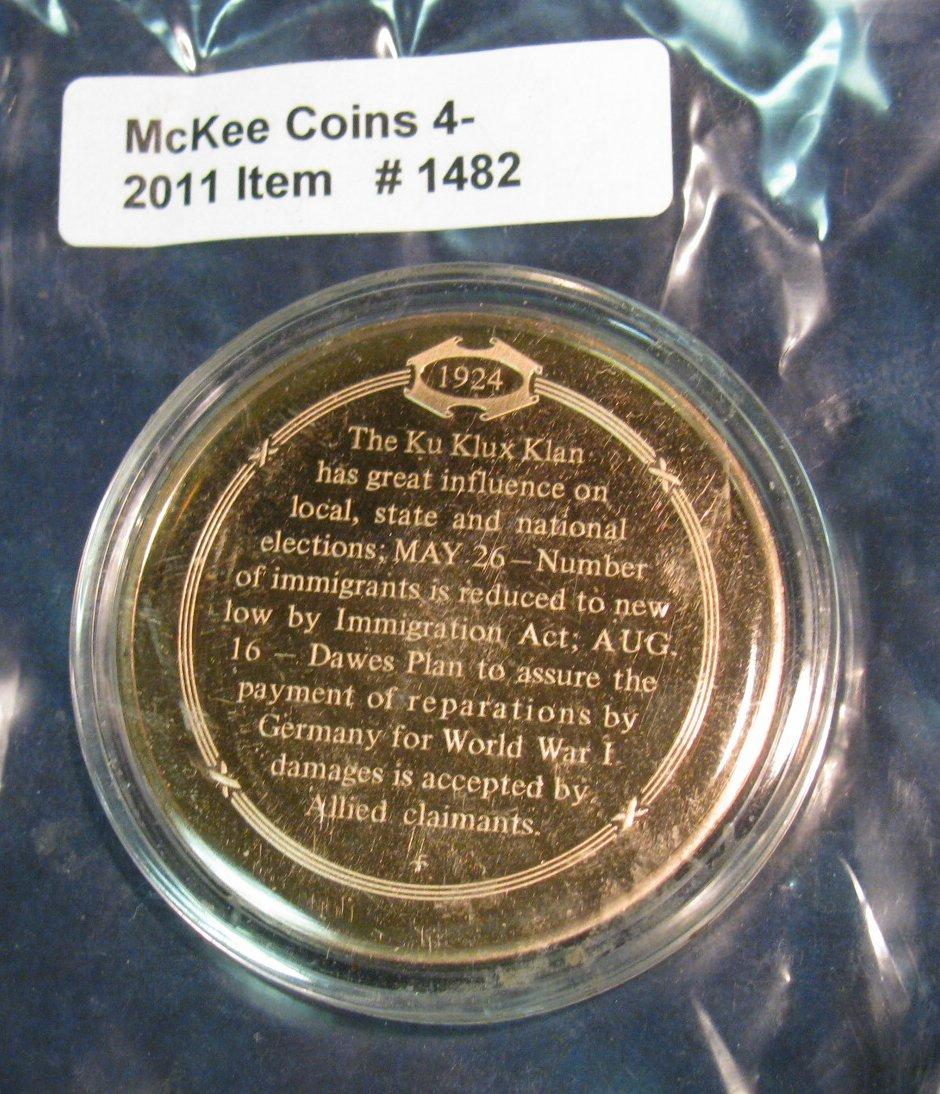 McKee Coins 4-
2011 Item # 1482
1924
The Ku Klux Klan
has great influence on
local, state and national
elections; MAY 26 – Number
of immigrants is reduced to new
low by Immigration Act; AUG.
16 – Dawes Plan to assure the
payment of reparations by
Germany for World War I
damages is accepted by
Allied claimants.